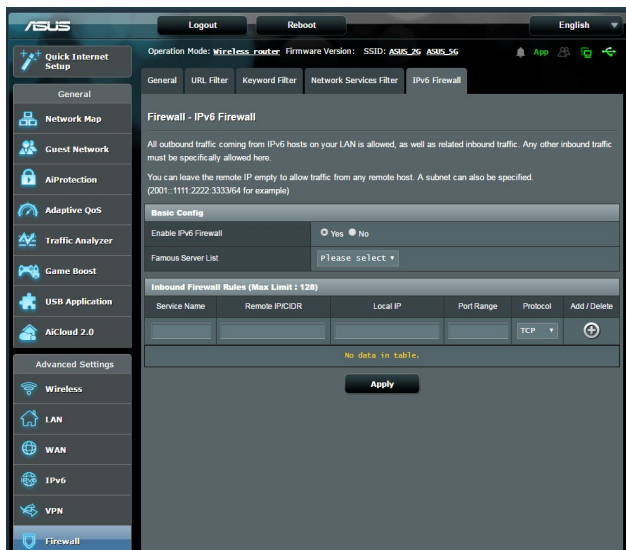 ASUS
Logout
Reboot
English
Quick Internet
Setup
Operation Mode: Wireless router Firmware Version: SSID: ASUS_2G ASUS_5G
App
General
URL Filter
Keyword Filter
Network Services Filter
IPv6 Firewall
General
Network Map
Guest Network
AiProtection
Adaptive QoS
Traffic Analyzer
Game Boost
USB Application
AiCloud 2.0
Advanced Settings
Wireless
LAN
WAN
IPv6
VPN
Firewall
Firewall - IPv6 Firewall
All outbound traffic coming from IPv6 hosts on your LAN is allowed, as well as related inbound traffic. Any other inbound traffic
must be specifically allowed here.
You can leave the remote IP empty to allow traffic from any remote host. A subnet can also be specified.
(2001::1111:2222:3333/64 for example)
Basic Config
Enable IPv6 Firewall
Yes No
Famous Server List
Please select
Inbound Firewall Rules (Max Limit : 128)
Service Name
Remote IP/CIDR
Local IP
Port Range
Protocol
Add / Delete
TCP
No data in table.
Apply